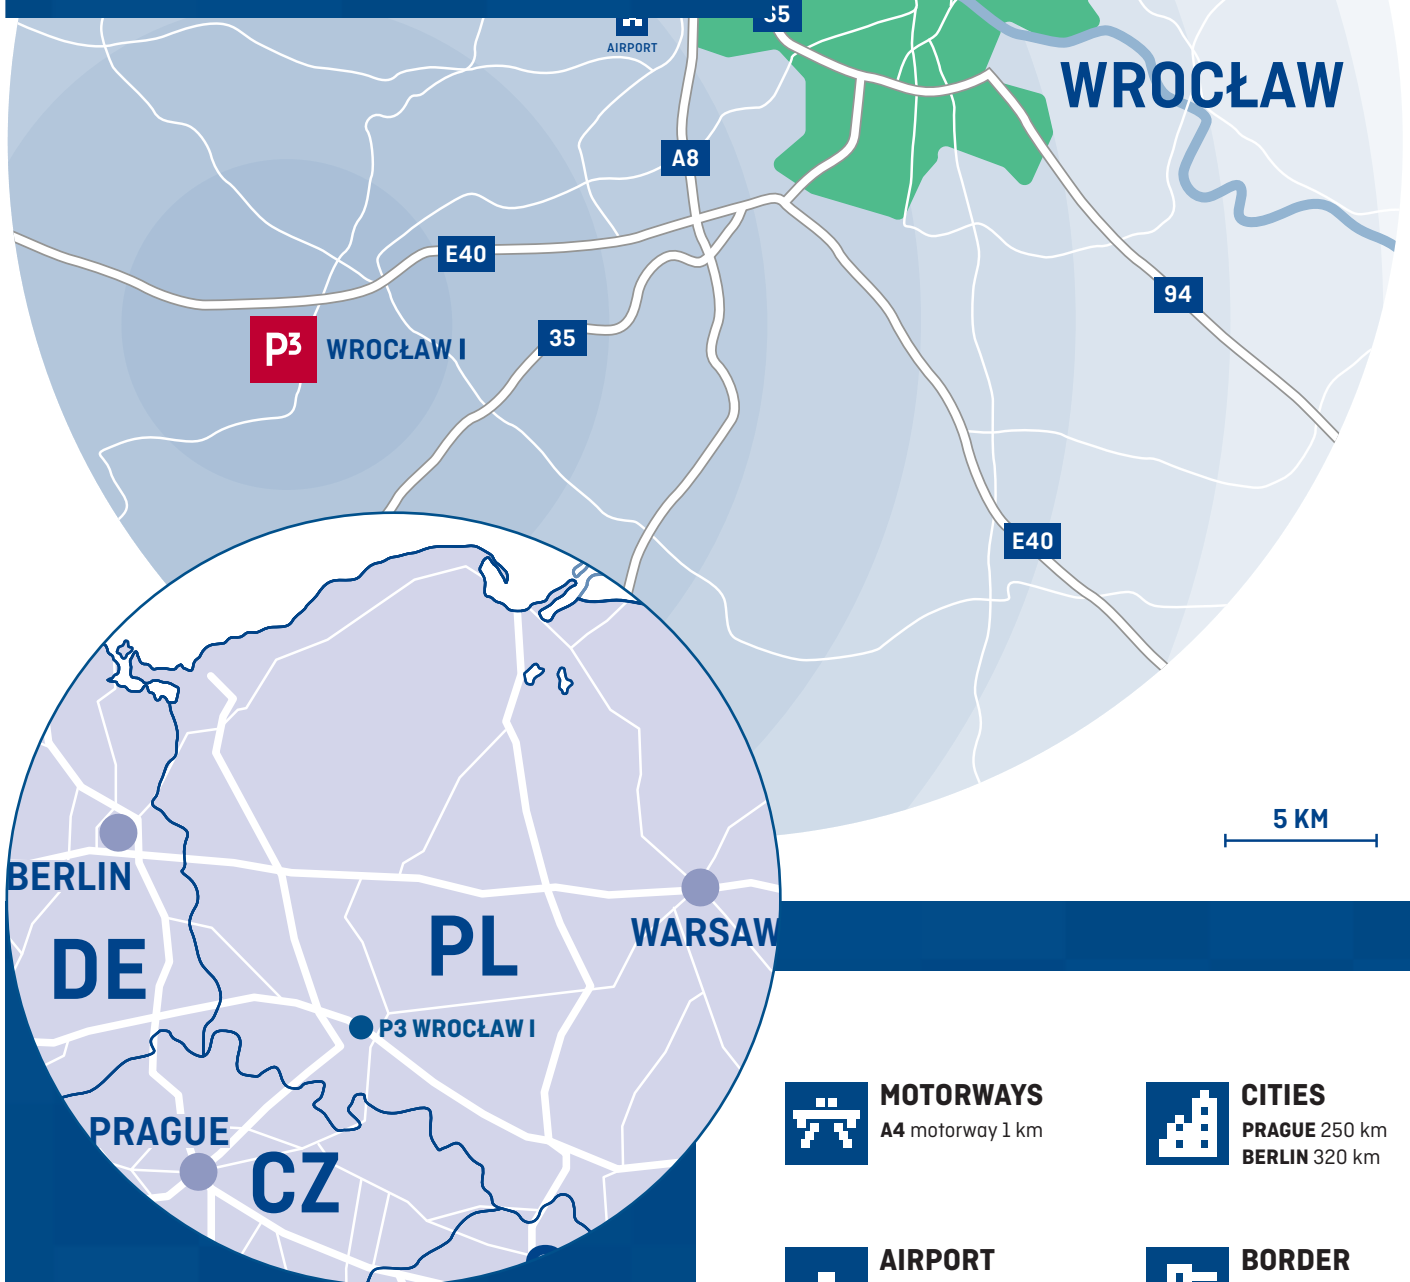 AIRPORT
WROCŁAW
A8
E40
94
35
P3 WROCŁAW I
E40
5 KM
BERLIN
WARSAW
PL
DE
P3 WROCŁAW I
PRAGUE
CZ
MOTORWAYS
A4 motorway 1 km
CITIES
PRAGUE 250 km
BERLIN 320 km
AIRPORT
BORDER